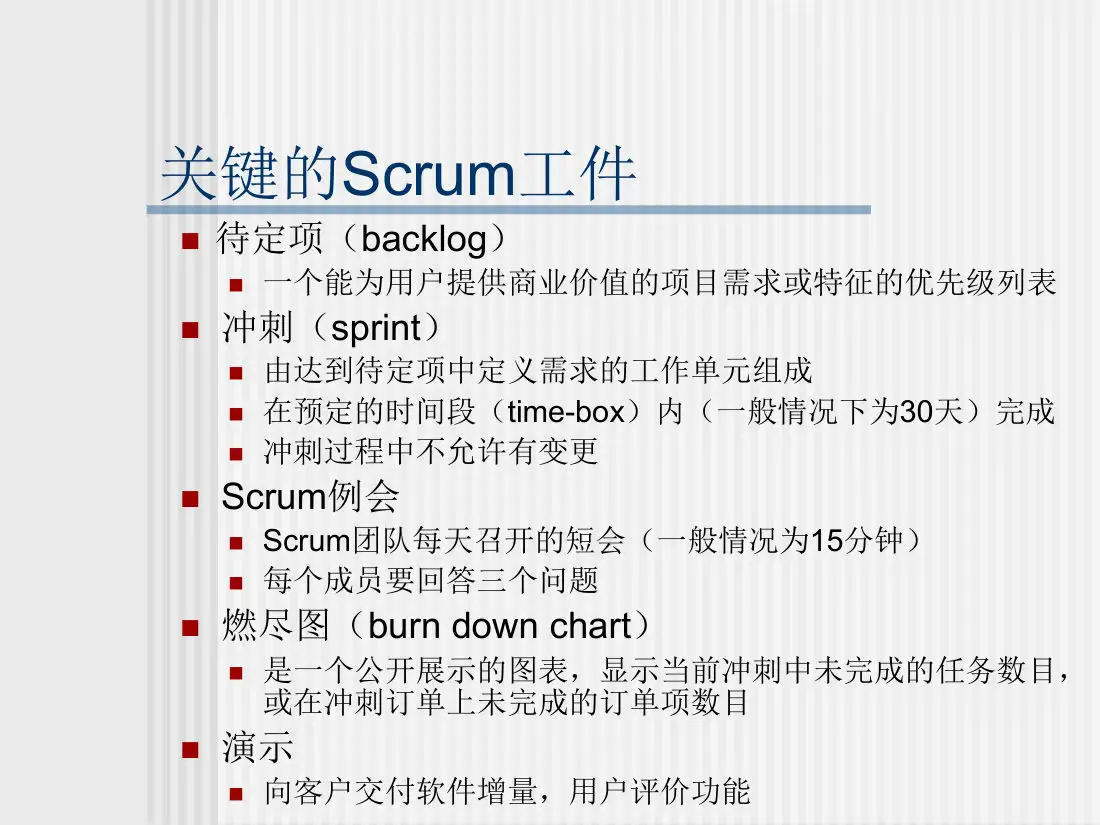 关键的Scrum工件
待定项（backlog）
一个能为用户提供商业价值的项目需求或特征的优先级列表
冲刺（sprint）
由达到待定项中定义需求的工作单元组成
在预定的时间段（time-box）内（一般情况下为30天）完成
冲刺过程中不允许有变更
Scrum例会
Scrum团队每天召开的短会（一般情况为15分钟）
每个成员要回答三个问题
燃尽图（burn down chart）
是一个公开展示的图表，显示当前冲刺中未完成的任务数目，
或在冲刺订单上未完成的订单项数目
演示
向客户交付软件增量，用户评价功能